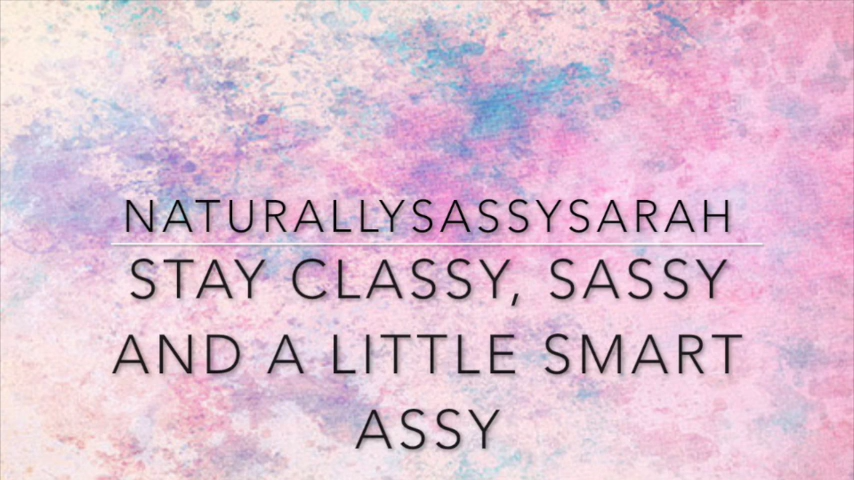 NATURALLYSASSYSARAH
STAY CLASSY, SASSY
AND A LITTLE SMART
ASSY